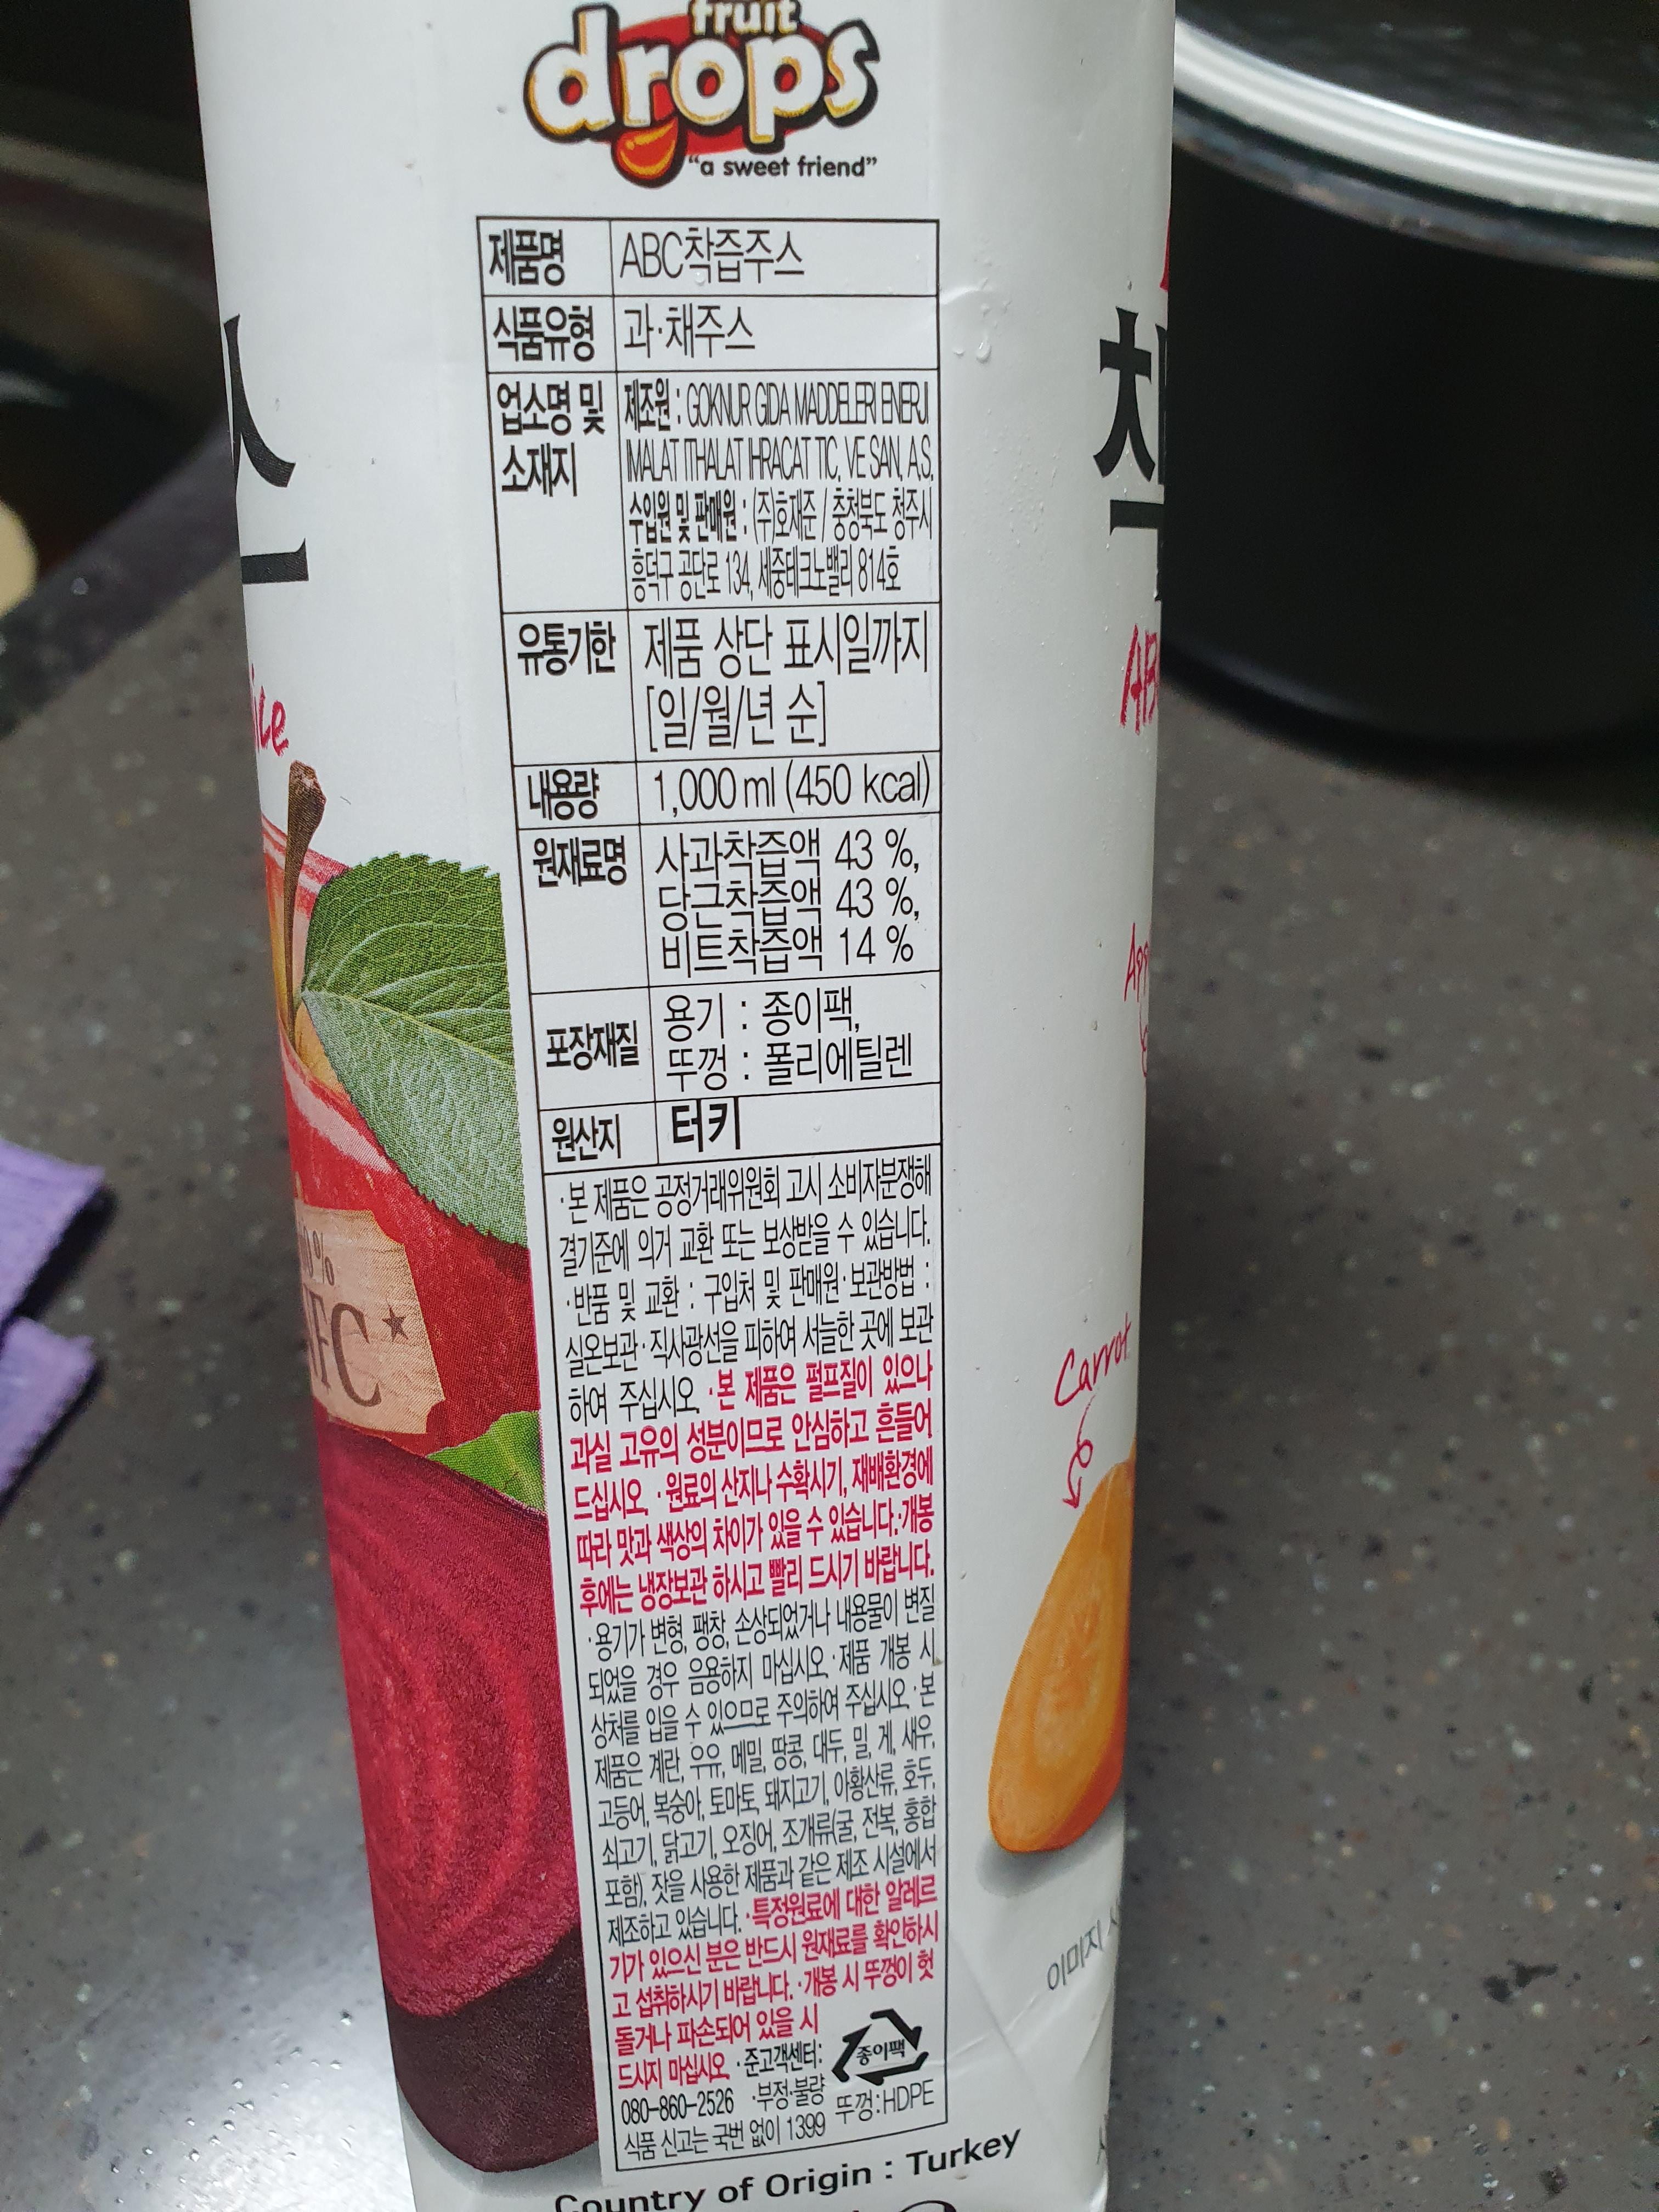 fruit
drops
"a sweet friend"
제품명 ABC착즙주스
식품유형 과·채주스
업소명 및 소재지 제조원 : GOKNUR GIDA MADDELERI ENERJI
IMALAT ITHALAT IHRACAT TIC, VE SAN, A.S,
수입원 및 판매원 : (주)호재준 / 충청북도 청주시
흥덕구 공단로 134, 세중테크노밸리 814호
유통기한 제품 상단 표시일까지
[일/월/년 순]
내용량 1,000 ml (450 kcal)
원재료명 사과착즙액 43 %,
당근착즙액 43 %,
비트착즙액 14 %
포장재질 용기 : 종이팩,
뚜껑 : 폴리에틸렌
원산지 터키
·본 제품은 공정거래위원회 고시 소비자분쟁해
결기준에 의거 교환 또는 보상받을 수 있습니다.
·반품 및 교환 : 구입처 및 판매원·보관방법 :
실온보관·직사광선을 피하여 서늘한 곳에 보관
하여 주십시오. ·본 제품은 펄프질이 있으나
과실 고유의 성분이므로 안심하고 흔들어
드십시오. ·원료의 산지나 수확시기, 재배환경에
따라 맛과 색상의 차이가 있을 수 있습니다.·개봉
후에는 냉장보관 하시고 빨리 드시기 바랍니다.
·용기가 변형, 팽창, 손상되었거나 내용물이 변질
되었을 경우 음용하지 마십시오.·제품 개봉 시
상처를 입을 수 있으므로 주의하여 주십시오.·본
제품은 계란, 우유, 메밀, 땅콩, 대두, 밀, 게, 새우,
고등어, 복숭아, 토마토, 돼지고기, 아황산류, 호두,
쇠고기, 닭고기, 오징어, 조개류(굴, 전복, 홍합
포함), 잣을 사용한 제품과 같은 제조 시설에서
제조하고 있습니다. ·특정원료에 대한 알레르
기가 있으신 분은 반드시 원재료를 확인하시
고 섭취하시기 바랍니다. ·개봉 시 뚜껑이 헛
돌거나 파손되어 있을 시
드시지 마십시오. ·준고객센터:
080-860-2526 ·부정·불량
식품 신고는 국번 없이 1399
종이팩
뚜껑:HDPE
Country of Origin : Turkey
스
ice
NFC
Carrot
이미지